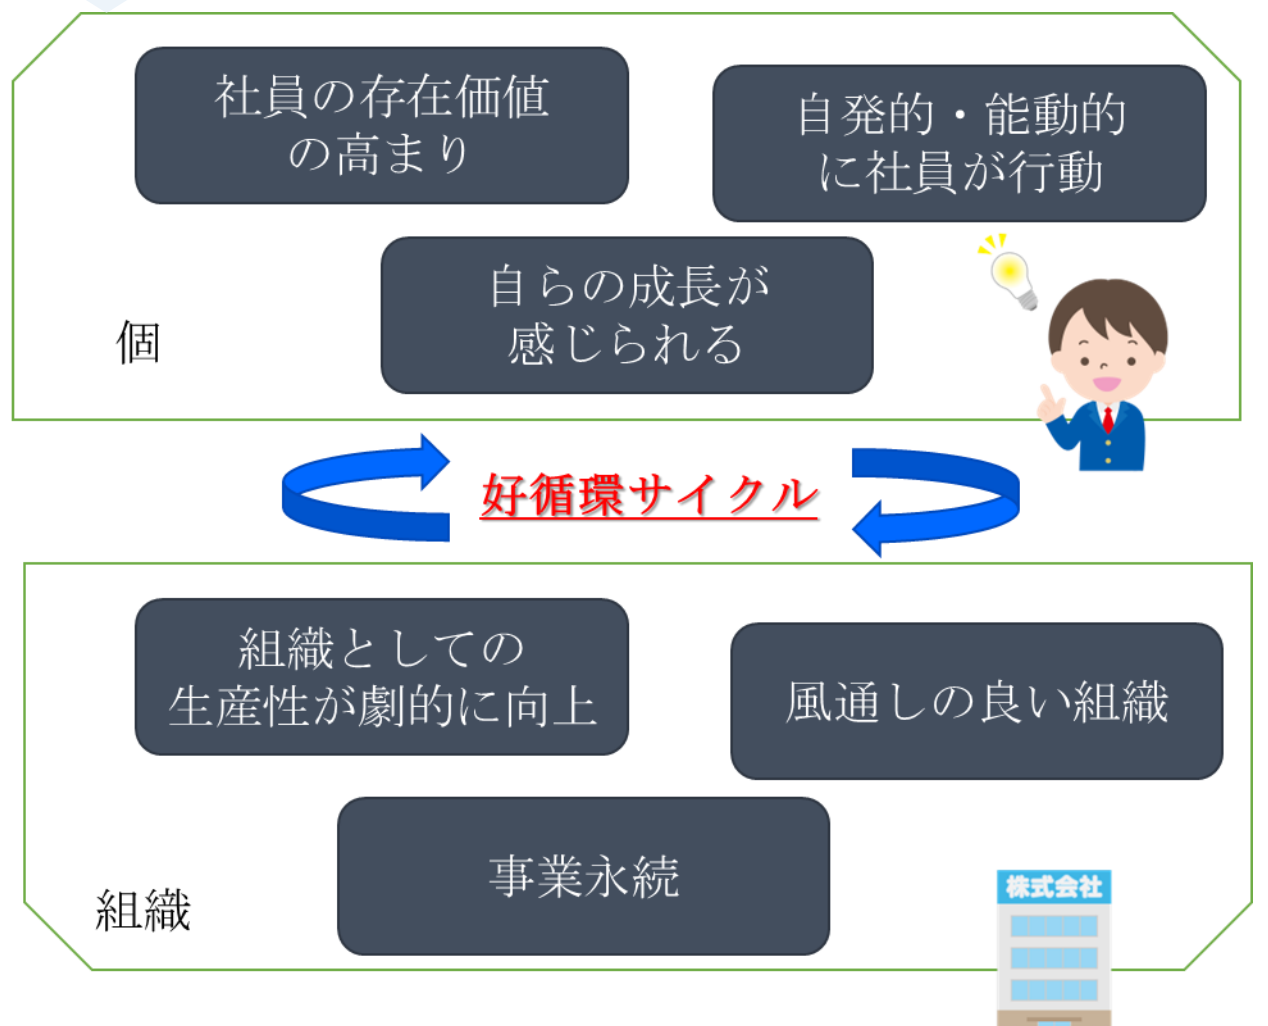 社員の存在価値
の高まり
自発的・能動的
に社員が行動
自らの成長が
感じられる
個
好循環サイクル
組織としての
生産性が劇的に向上
風通しの良い組織
事業永続
組織
株式会社